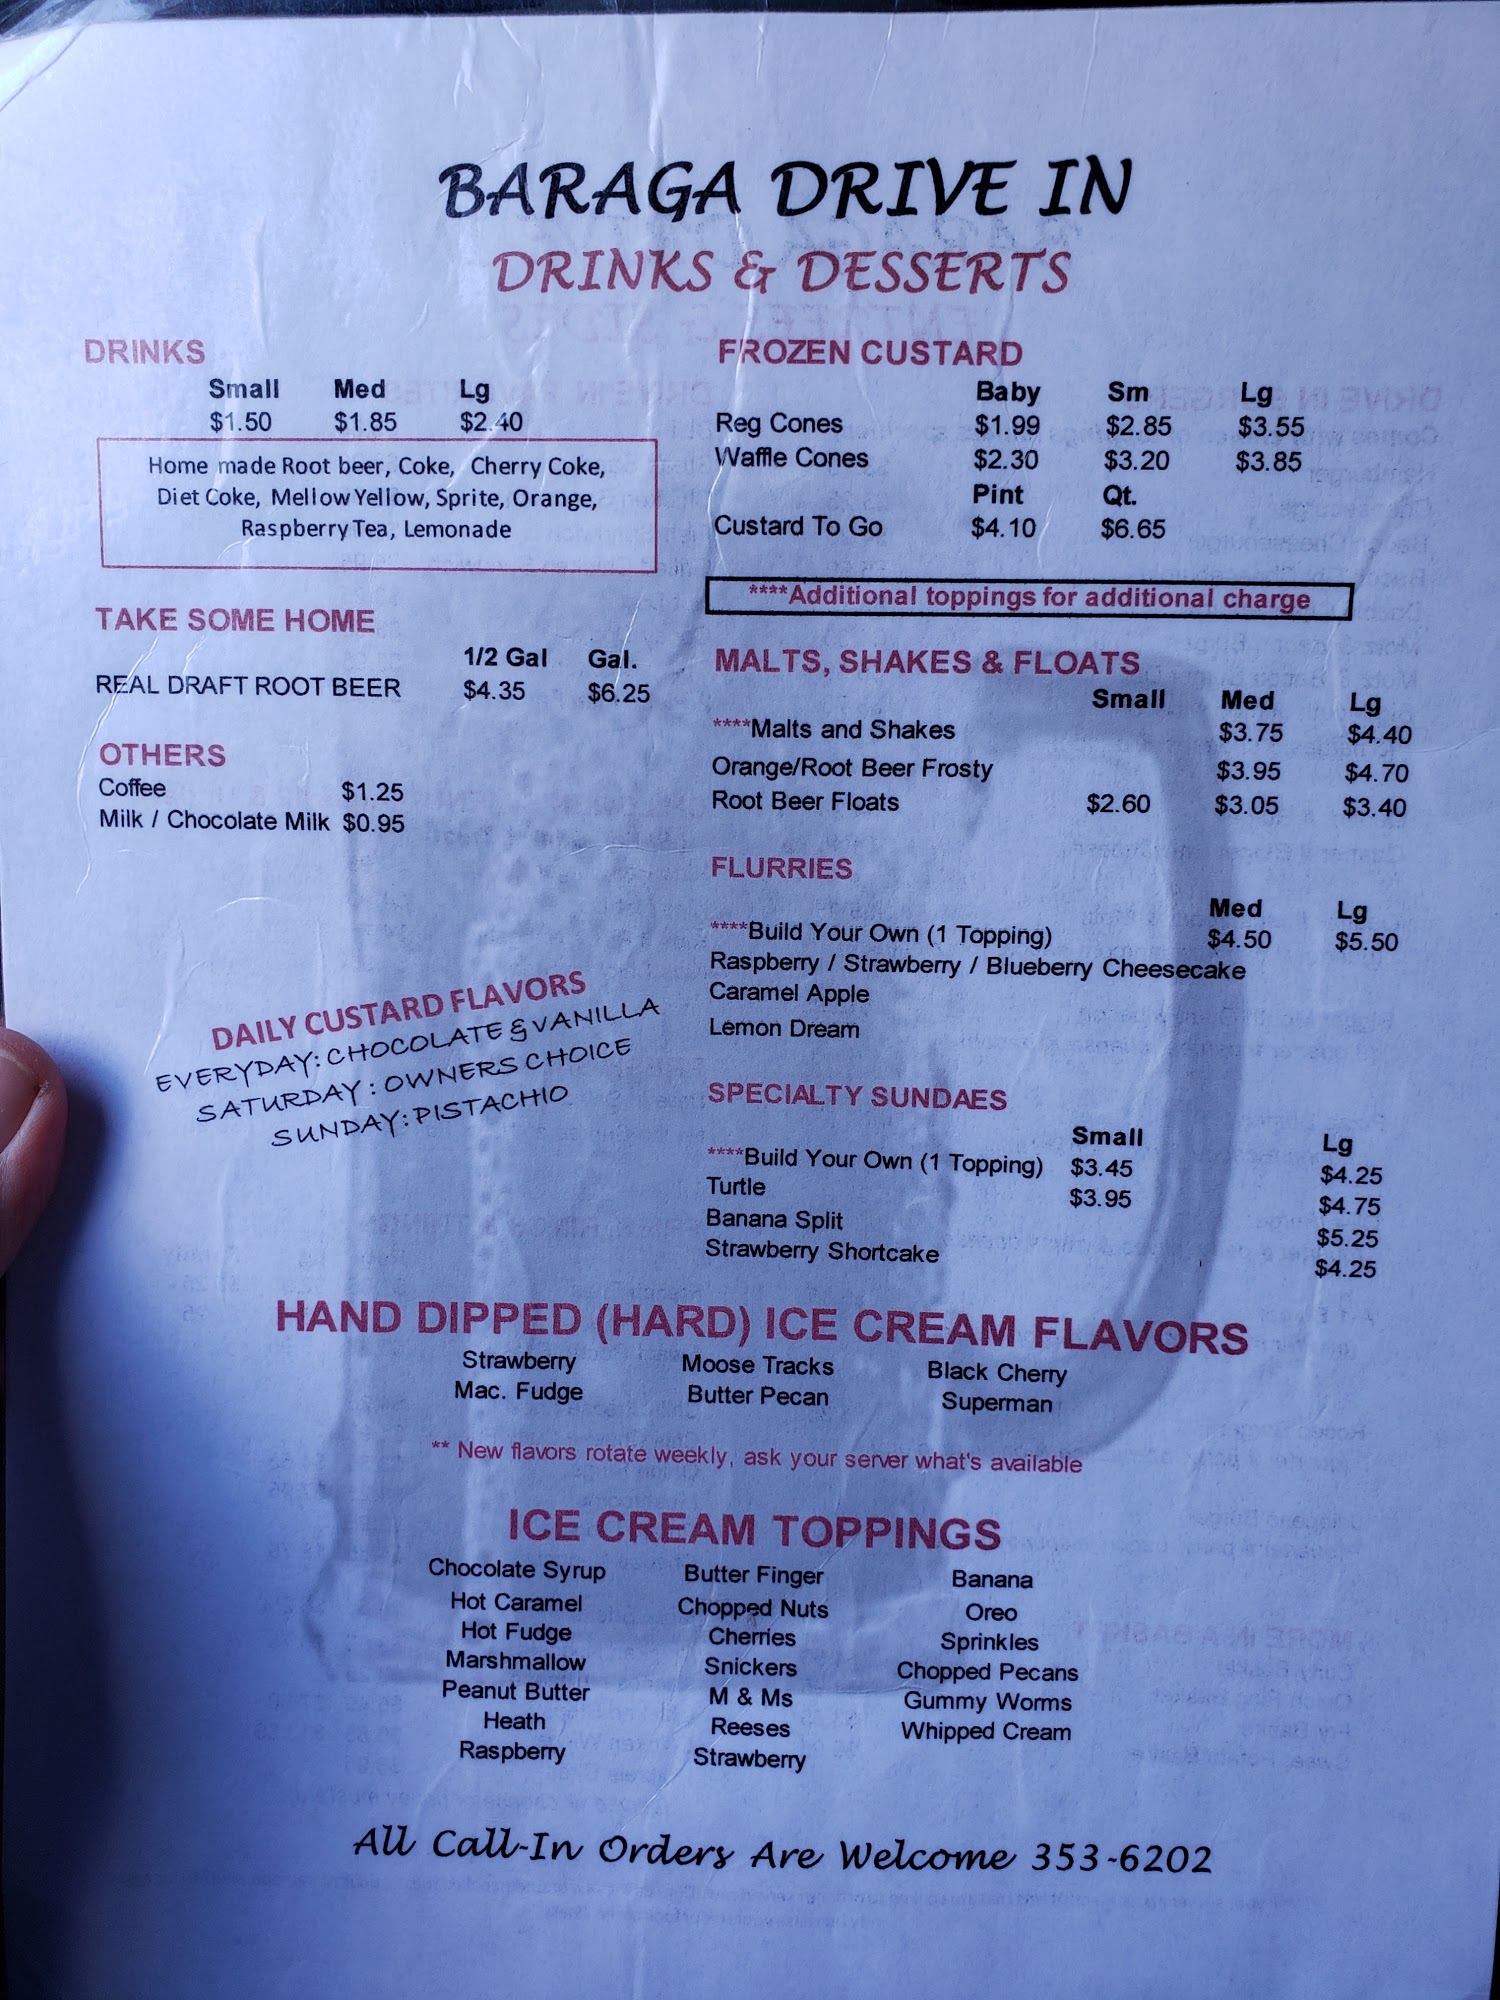 BARAGA DRIVE IN
DRINKS & DESSERTS
DRINKS
Small Med Lg
$1.50 $1.85 $2.40
Home made Root beer, Coke, Cherry Coke,
Diet Coke, Mellow Yellow, Sprite, Orange,
Raspberry Tea, Lemonade
TAKE SOME HOME
1/2 Gal Gal.
REAL DRAFT ROOT BEER $4.35 $6.25
OTHERS
Coffee $1.25
Milk / Chocolate Milk $0.95
DAILY CUSTARD FLAVORS
EVERYDAY: CHOCOLATE & VANILLA
SATURDAY: OWNERS CHOICE
SUNDAY: PISTACHIO
FROZEN CUSTARD
Baby Sm Lg
Reg Cones $1.99 $2.85 $3.55
Waffle Cones $2.30 $3.20 $3.85
Pint Qt.
Custard To Go $4.10 $6.65
****Additional toppings for additional charge
MALTS, SHAKES & FLOATS
Small Med Lg
****Malts and Shakes $3.75 $4.40
Orange/Root Beer Frosty $3.95 $4.70
Root Beer Floats $2.60 $3.05 $3.40
FLURRIES
Med Lg
****Build Your Own (1 Topping) $4.50 $5.50
Raspberry / Strawberry / Blueberry Cheesecake
Caramel Apple
Lemon Dream
SPECIALTY SUNDAES
Small Lg
****Build Your Own (1 Topping) $3.45 $4.25
Turtle $3.95 $4.75
Banana Split $5.25
Strawberry Shortcake $4.25
HAND DIPPED (HARD) ICE CREAM FLAVORS
Strawberry Moose Tracks Black Cherry
Mac. Fudge Butter Pecan Superman
** New flavors rotate weekly, ask your server what's available
ICE CREAM TOPPINGS
Chocolate Syrup Butter Finger Banana
Hot Caramel Chopped Nuts Oreo
Hot Fudge Cherries Sprinkles
Marshmallow Snickers Chopped Pecans
Peanut Butter M & Ms Gummy Worms
Heath Reeses Whipped Cream
Raspberry Strawberry
All Call-In Orders Are Welcome 353-6202